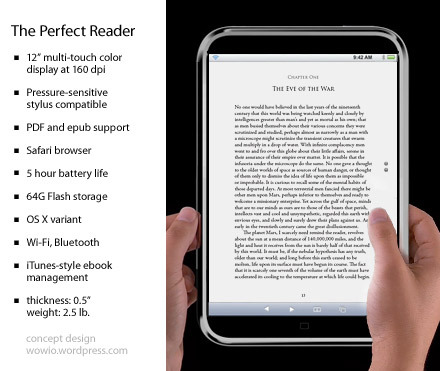 The Perfect Reader
12" multi-touch color
display at 160 dpi
Pressure-sensitive
stylus compatible
PDF and epub support
Safari browser
5 hour battery life
64G Flash storage
OS X variant
Wi-Fi, Bluetooth
iTunes-style ebook
management
thickness: 0.5"
weight: 2.5 lb.
concept design
wowio.wordpress.com
9:42 AM
CHAPTER ONE
THE EVE OF THE WAR
No one would have believed in the last years of the nineteenth
century that this world was being watched keenly and closely by
intelligences greater than man's and yet as mortal as his own; that
as men busied themselves about their various concerns they were
scrutinised and studied, perhaps almost as narrowly as a man with
a microscope might scrutinise the transient creatures that swarm
and multiply in a drop of water. With infinite complacency men
went to and fro over this globe about their little affairs, serene in
their assurance of their empire over matter. It is possible that the
infusoria under the microscope do the same. No one gave a thought
to the older worlds of space as sources of human danger, or thought
of them only to dismiss the idea of life upon them as impossible
or improbable. It is curious to recall some of the mental habits of
those departed days. At most terrestrial men fancied there might be
other men upon Mars, perhaps inferior to themselves and ready to
welcome a missionary enterprise. Yet across the gulf of space, minds
that are to our minds as ours are to those of the beasts that perish,
intellects vast and cool and unsympathetic, regarded this earth with
envious eyes, and slowly and surely drew their plans against us. And
early in the twentieth century came the great disillusionment.
The planet Mars, I scarcely need remind the reader, revolves
about the sun at a mean distance of 140,000,000 miles, and the
light and heat it receives from the sun is barely half of that received
by this world. It must be, if the nebular hypothesis has any truth,
older than our world; and long before this earth ceased to be
molten, life upon its surface must have begun its course. The fact
that it is scarcely one seventh of the volume of the earth must have
accelerated its cooling to the temperature at which life could begin.
13